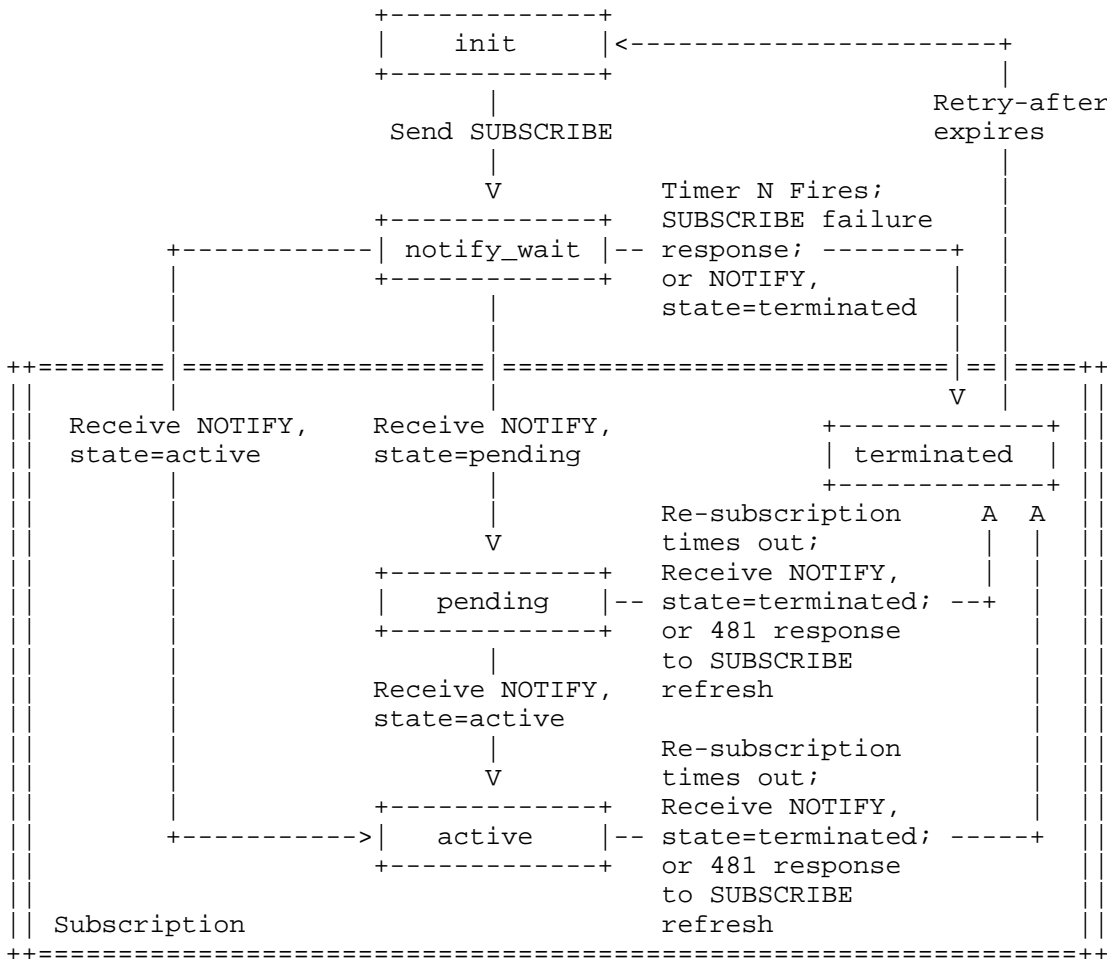 init
Retry-after
Send SUBSCRIBE expires
Timer N Fires;
SUBSCRIBE failure
notify_wait response;
or NOTIFY,
state=terminated
Receive NOTIFY, Receive NOTIFY,
state=active state=pending terminated
Re-subscription
times out;
Receive NOTIFY,
pending state=terminated;
or 481 response
to SUBSCRIBE
Receive NOTIFY, refresh
state=active
Re-subscription
times out;
Receive NOTIFY,
active state=terminated;
or 481 response
to SUBSCRIBE
Subscription refresh